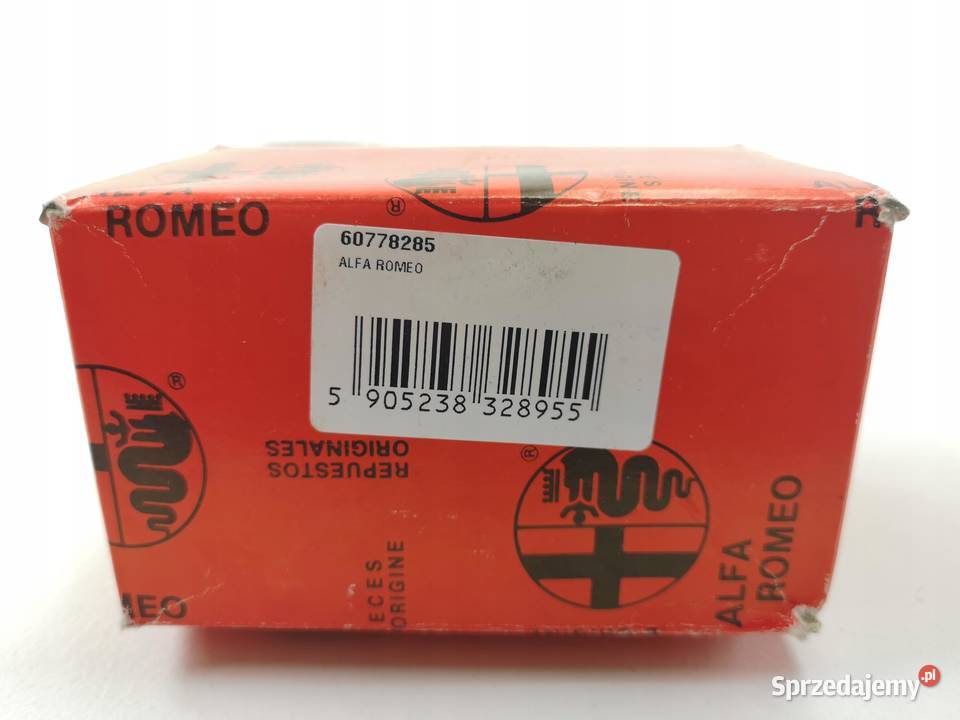 ROMEO
®
60778285
ALFA ROMEO
5 905238 328955
®
REPUESTOS
ORIGINALES
®
ECES
ORIGINE
ALFA
ROMEO
MEO
Sprzedajemy.pl